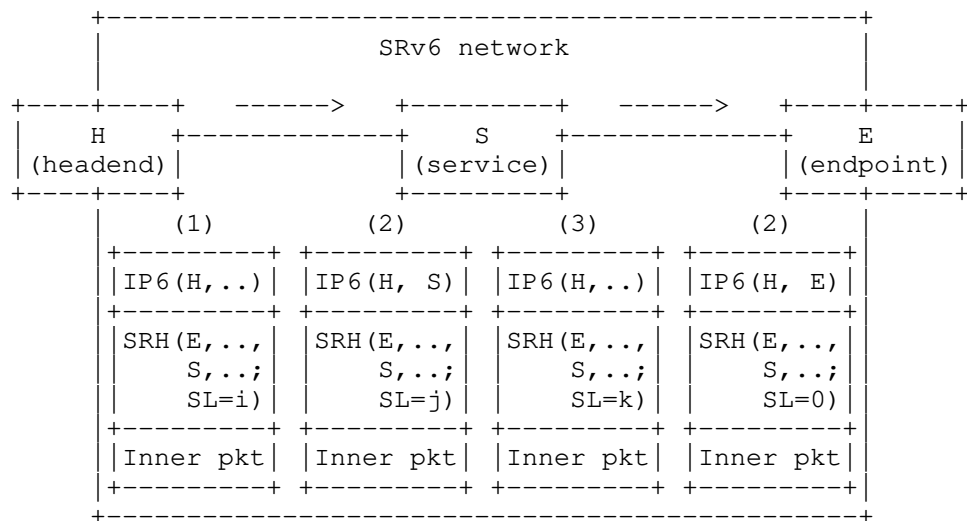 SRv6 network
------> ------>
H S E
(headend) (service) (endpoint)
(1) (2) (3) (2)
IP6(H,..) IP6(H, S) IP6(H,..) IP6(H, E)
SRH(E,.., SRH(E,.., SRH(E,.., SRH(E,..,
S,..; S,..; S,..; S,..;
SL=i) SL=j) SL=k) SL=0)
Inner pkt Inner pkt Inner pkt Inner pkt